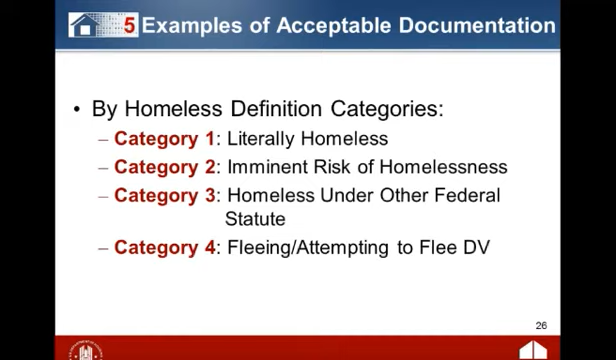 5 Examples of Acceptable Documentation
• By Homeless Definition Categories:
– Category 1: Literally Homeless
– Category 2: Imminent Risk of Homelessness
– Category 3: Homeless Under Other Federal
Statute
– Category 4: Fleeing/Attempting to Flee DV
26